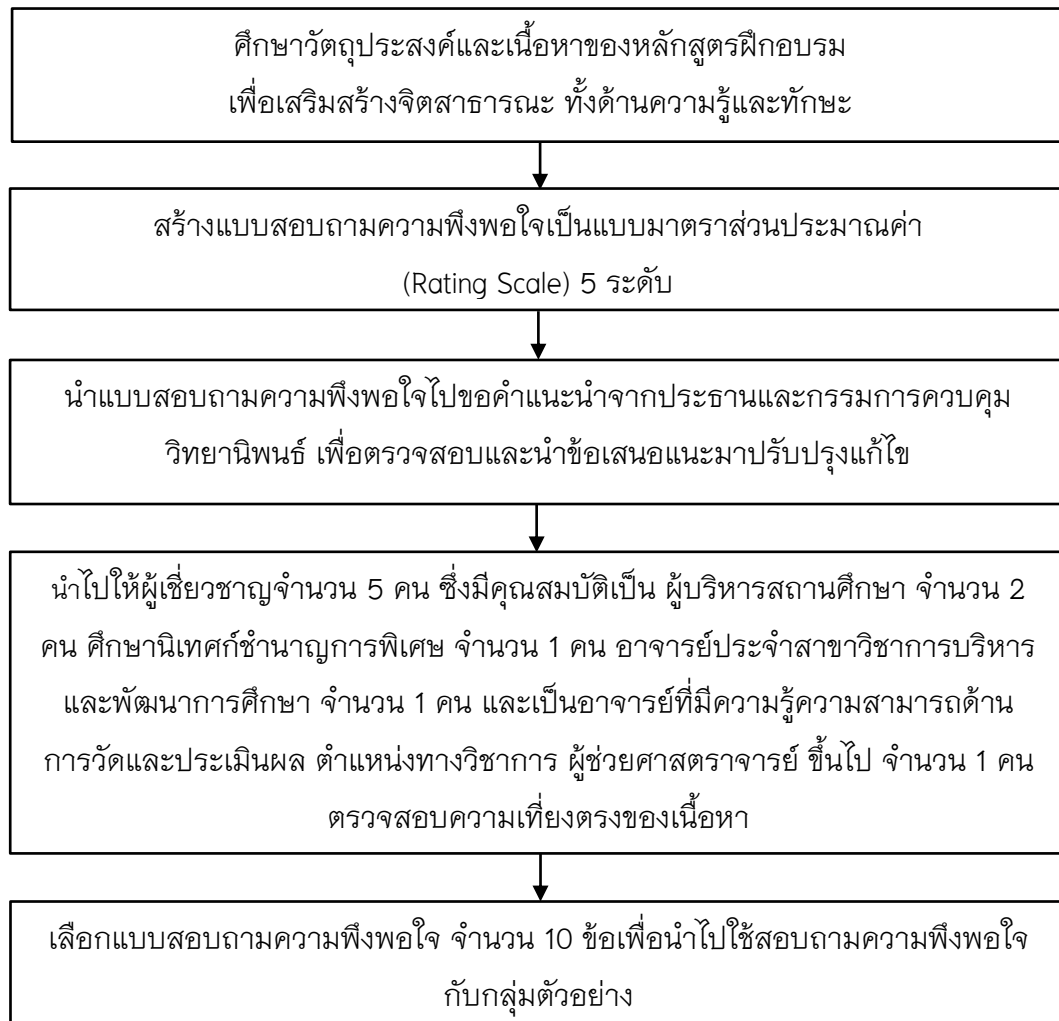 ศึกษาวัตถุประสงค์และเนื้อหาของหลักสูตรฝึกอบรม
เพื่อเสริมสร้างจิตสาธารณะ ทั้งด้านความรู้และทักษะ
สร้างแบบสอบถามความพึงพอใจเป็นแบบมาตราส่วนประมาณค่า
(Rating Scale) 5 ระดับ
นำแบบสอบถามความพึงพอใจไปขอคำแนะนำจากประธานและกรรมการควบคุม
วิทยานิพนธ์ เพื่อตรวจสอบและนำข้อเสนอแนะมาปรับปรุงแก้ไข
นำไปให้ผู้เชี่ยวชาญจำนวน 5 คน ซึ่งมีคุณสมบัติเป็น ผู้บริหารสถานศึกษา จำนวน 2
คน ศึกษานิเทศก์ชำนาญการพิเศษ จำนวน 1 คน อาจารย์ประจำสาขาวิชาการบริหาร
และพัฒนาการศึกษา จำนวน 1 คน และเป็นอาจารย์ที่มีความรู้ความสามารถด้าน
การวัดและประเมินผล ตำแหน่งทางวิชาการ ผู้ช่วยศาสตราจารย์ ขึ้นไป จำนวน 1 คน
ตรวจสอบความเที่ยงตรงของเนื้อหา
เลือกแบบสอบถามความพึงพอใจ จำนวน 10 ข้อเพื่อนำไปใช้สอบถามความพึงพอใจ
กับกลุ่มตัวอย่าง